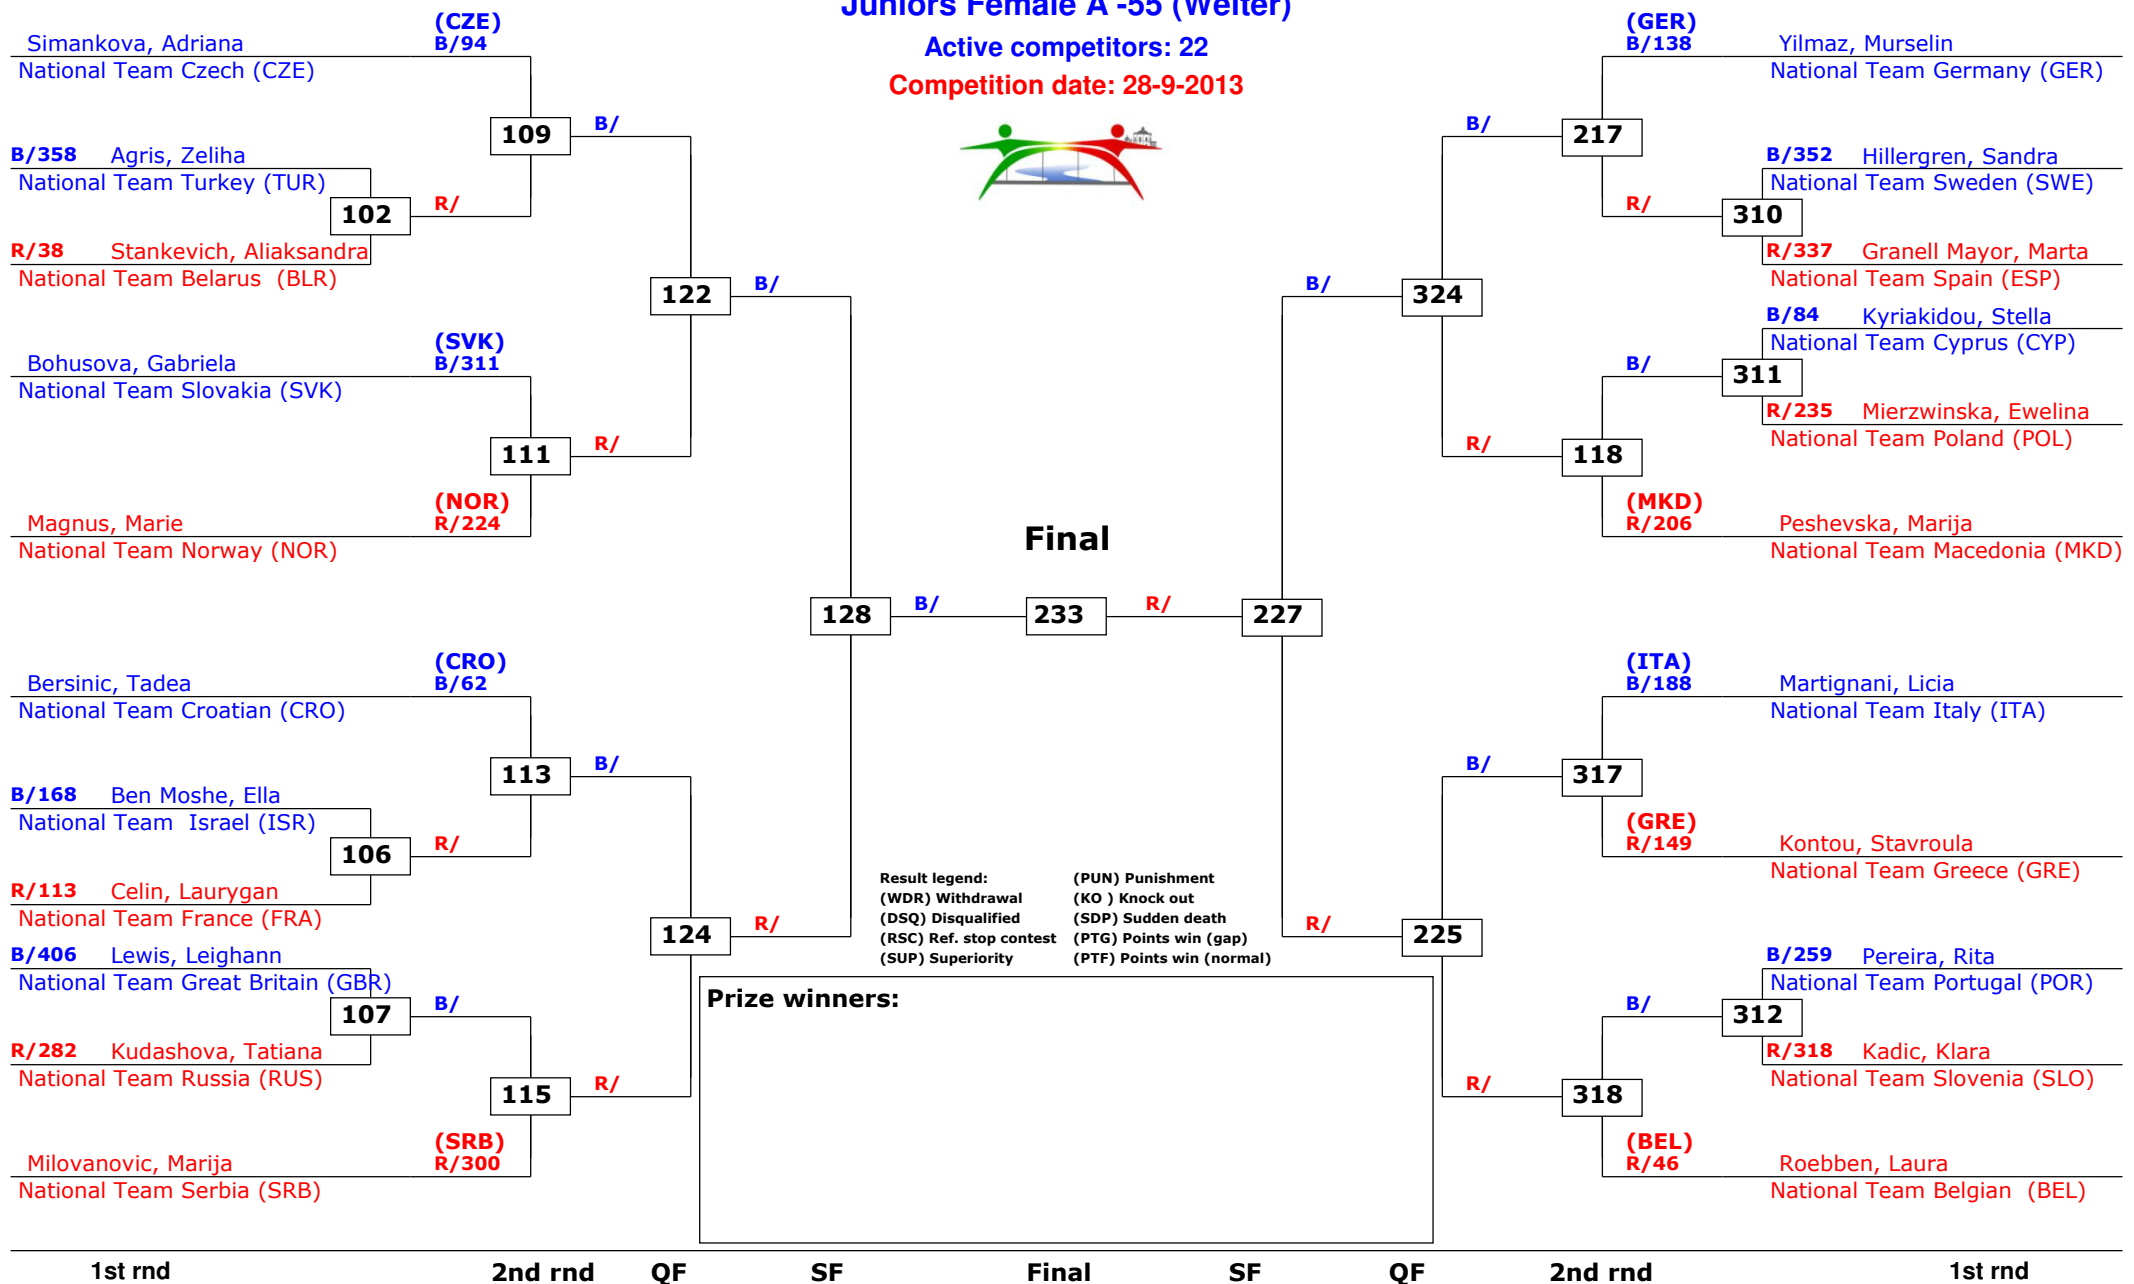 Juniors Female A -55 (Welter)
Active competitors: 22
Competition date: 28-9-2013
(CZE)
Simankova, Adriana B/94
National Team Czech (CZE)
109 B/
B/358 Agris, Zeliha
National Team Turkey (TUR)
102 R/
R/38 Stankevich, Aliaksandra
National Team Belarus (BLR)
122 B/
(SVK)
Bohusova, Gabriela B/311
National Team Slovakia (SVK)
111 R/
(NOR)
Magnus, Marie R/224
National Team Norway (NOR)
128 B/
(CRO)
Bersinic, Tadea B/62
National Team Croatian (CRO)
113 B/
B/168 Ben Moshe, Ella
National Team Israel (ISR)
106 R/
R/113 Celin, Laurygan
National Team France (FRA)
124 R/
B/406 Lewis, Leighann
National Team Great Britain (GBR)
107 B/
R/282 Kudashova, Tatiana
National Team Russia (RUS)
115 R/
(SRB)
Milovanovic, Marija R/300
National Team Serbia (SRB)
Final
233
(GER)
B/138 Yilmaz, Murselin
National Team Germany (GER)
B/ 217
B/352 Hillergren, Sandra
National Team Sweden (SWE)
R/ 310
R/337 Granell Mayor, Marta
National Team Spain (ESP)
B/ 324
B/84 Kyriakidou, Stella
National Team Cyprus (CYP)
B/ 311
R/235 Mierzwinska, Ewelina
National Team Poland (POL)
R/ 118
(MKD)
R/206 Peshevska, Marija
National Team Macedonia (MKD)
R/ 227
(ITA)
B/188 Martignani, Licia
National Team Italy (ITA)
B/ 317
(GRE)
R/149 Kontou, Stavroula
National Team Greece (GRE)
R/ 225
B/259 Pereira, Rita
National Team Portugal (POR)
B/ 312
R/318 Kadic, Klara
National Team Slovenia (SLO)
R/ 318
(BEL)
R/46 Roebben, Laura
National Team Belgian (BEL)
Result legend: (PUN) Punishment
(WDR) Withdrawal (KO ) Knock out
(DSQ) Disqualified (SDP) Sudden death
(RSC) Ref. stop contest (PTG) Points win (gap)
(SUP) Superiority (PTF) Points win (normal)
Prize winners:
1st rnd 2nd rnd QF SF Final SF QF 2nd rnd 1st rnd